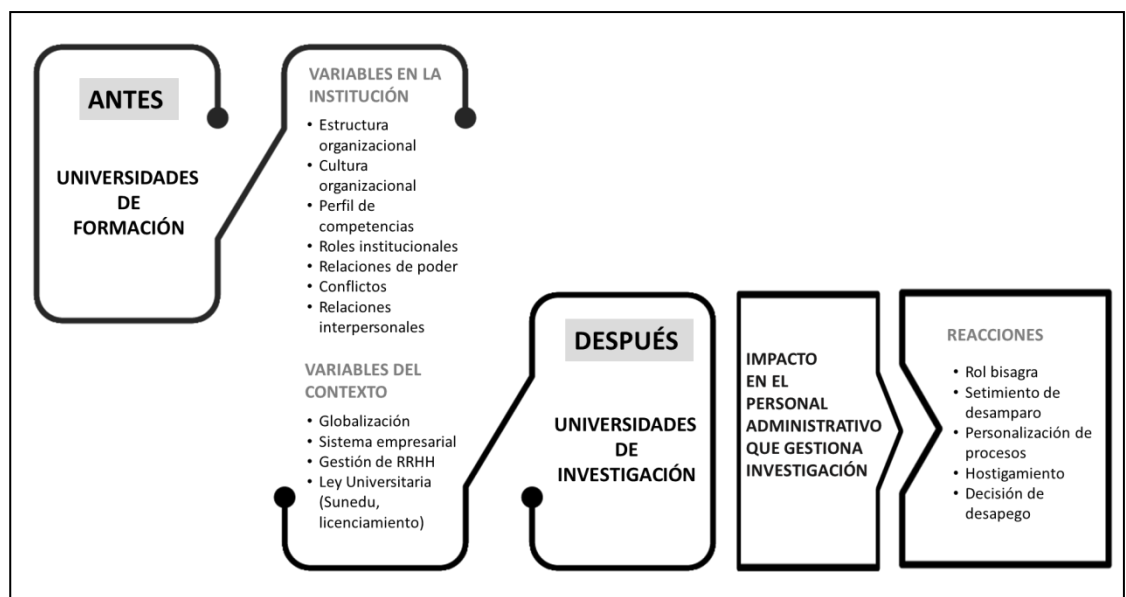 ANTES
UNIVERSIDADES
DE
FORMACIÓN
VARIABLES EN LA
INSTITUCIÓN
• Estructura
organizacional
• Cultura
organizacional
• Perfil de
competencias
• Roles institucionales
• Relaciones de poder
• Conflictos
• Relaciones
interpersonales
VARIABLES DEL
CONTEXTO
• Globalización
• Sistema empresarial
• Gestión de RRHH
• Ley Universitaria
(Sunedu,
licenciamiento)
DESPUÉS
UNIVERSIDADES
DE
INVESTIGACIÓN
IMPACTO
EN EL
PERSONAL
ADMINISTRATIVO
QUE GESTIONA
INVESTIGACIÓN
REACCIONES
• Rol bisagra
• Setimiento de
desamparo
• Personalización de
procesos
• Hostigamiento
• Decisión de
desapego